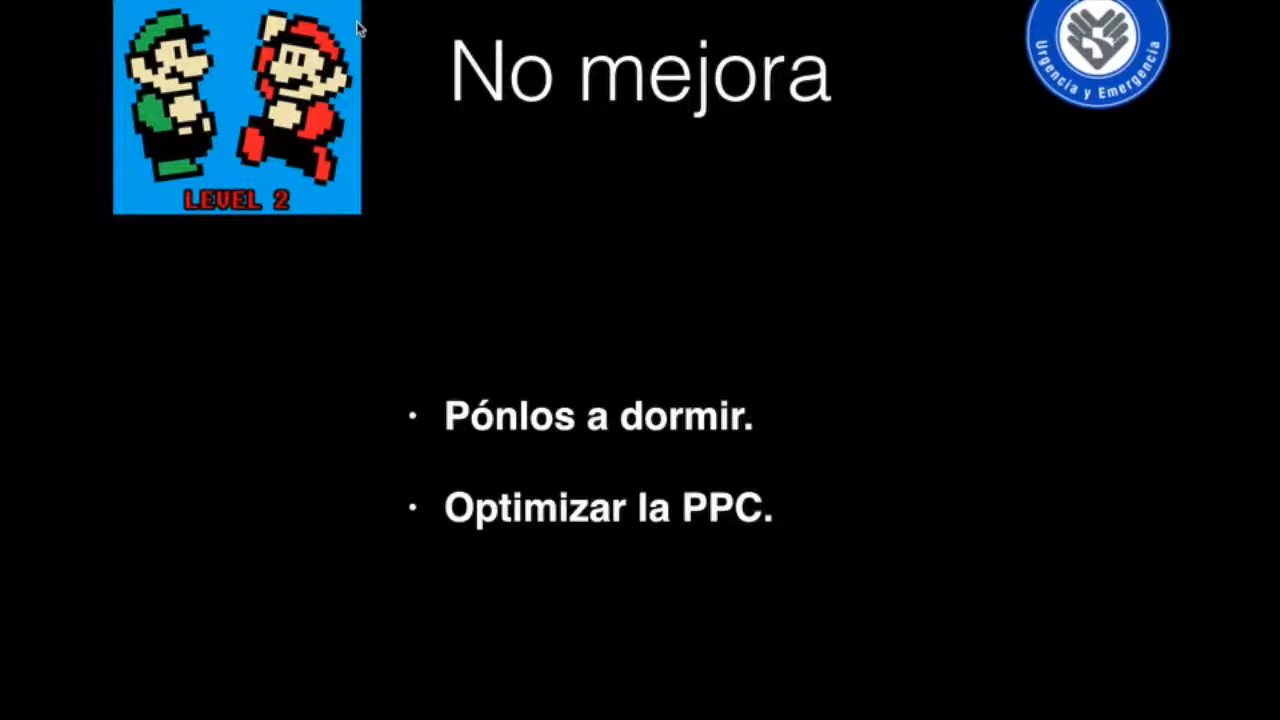 No mejora
Urgencia y Emergencia
LEVEL 2
· Pónlos a dormir.
· Optimizar la PPC.